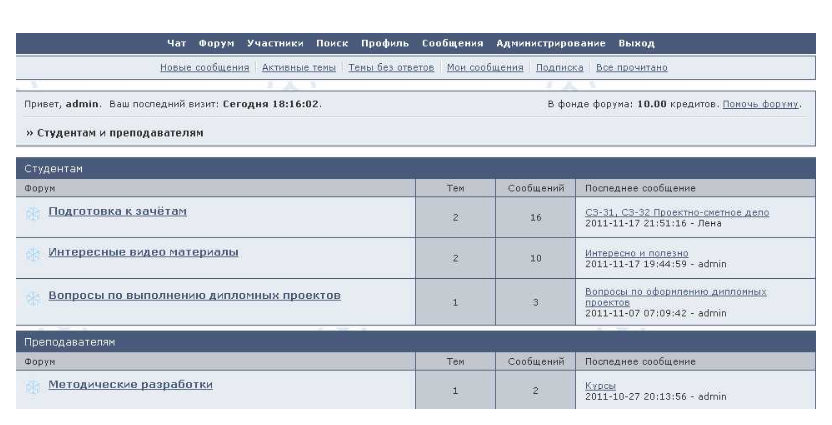 Чат Форум Участники Поиск Профиль Сообщения Администрирование Выход
Новые сообщения Активные темы Темы без ответов Мои сообщения Подписка Все прочитано
Привет, admin. Ваш последний визит: Сегодня 18:16:02. В фонде форума: 10.00 кредитов. Помочь форуму.
» Студентам и преподавателям
Студентам
Форум Тем Сообщений Последнее сообщение
Подготовка к зачётам 2 16 СЭ-31, СЭ-32 Проектно-сметное дело
2011-11-17 21:51:16 - Лена
Интересные видео материалы 2 10 Интересно и полезно
2011-11-17 19:44:59 - admin
Вопросы по выполнению дипломных проектов 1 3 Вопросы по оформлению дипломных
проектов
2011-11-07 07:09:42 - admin
Преподавателям
Форум Тем Сообщений Последнее сообщение
Методические разработки 1 2 Курсы
2011-10-27 20:13:56 - admin